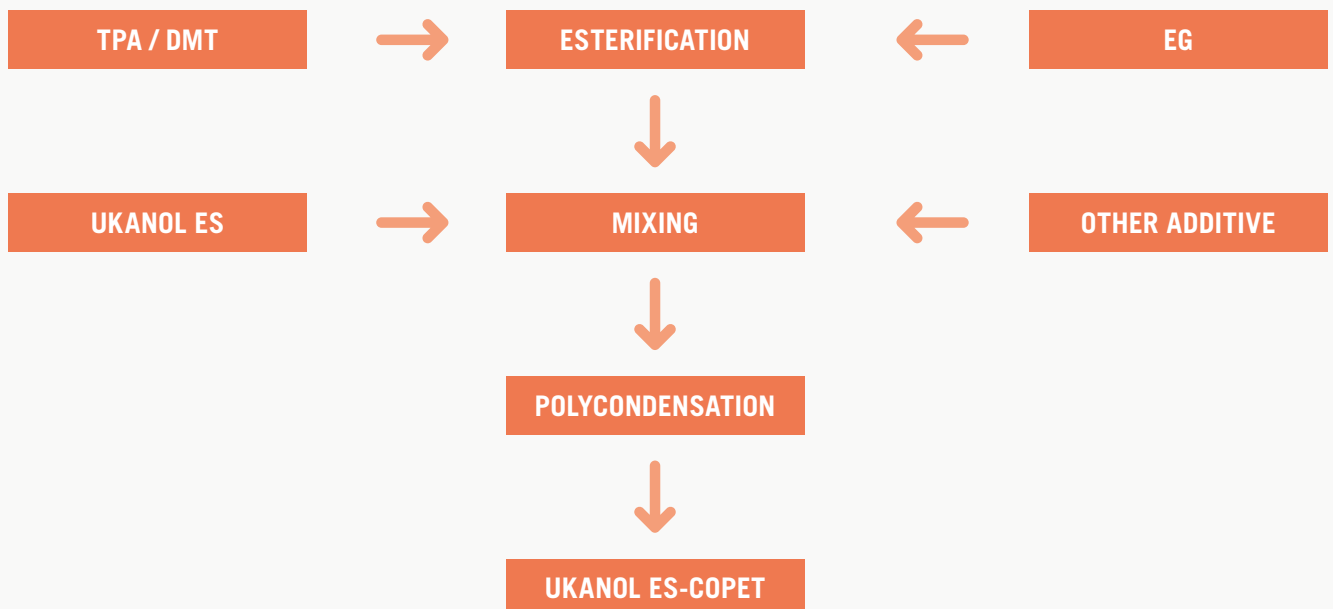 TPA / DMT
ESTERIFICATION
EG
UKANOL ES
MIXING
OTHER ADDITIVE
POLYCONDENSATION
UKANOL ES-COPET